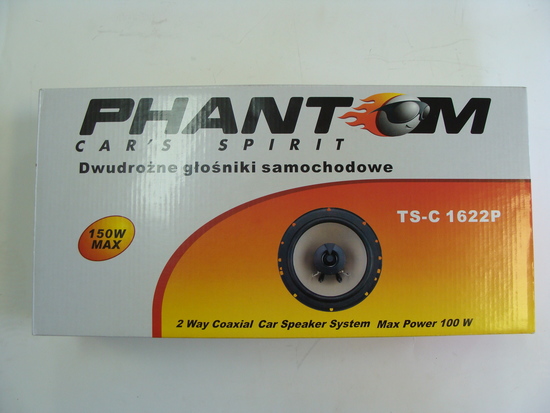 PHANTOM
CAR'S SPIRIT
Dwudrożne głośniki samochodowe
150W
MAX
TS-C 1622P
2 Way Coaxial Car Speaker System Max Power 100 W